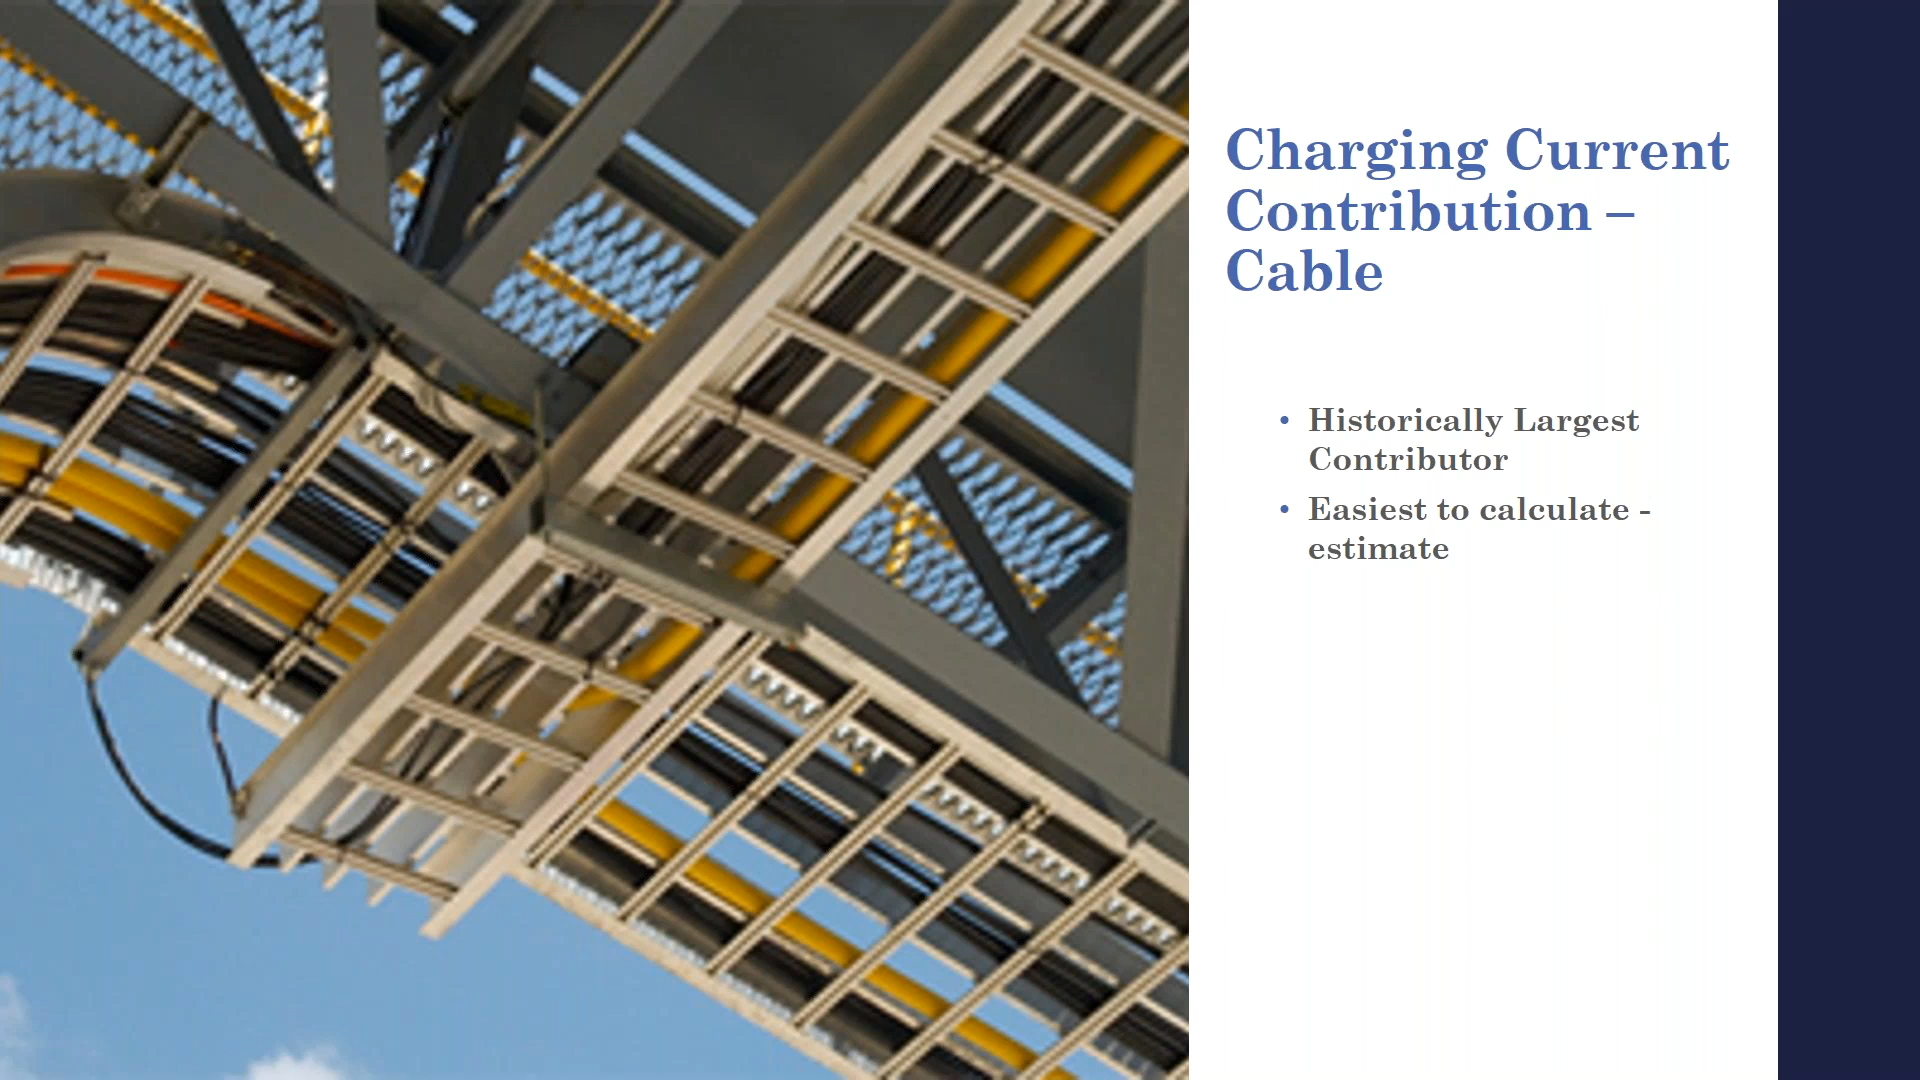 Charging Current
Contribution –
Cable
• Historically Largest
Contributor
• Easiest to calculate -
estimate